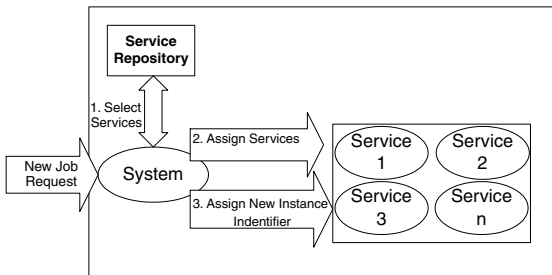 Service
Repository
1. Select
Services
2. Assign Services
New Job
Request
System
3. Assign New Instance
Indentifier
Service
1
Service
2
Service
3
Service
n